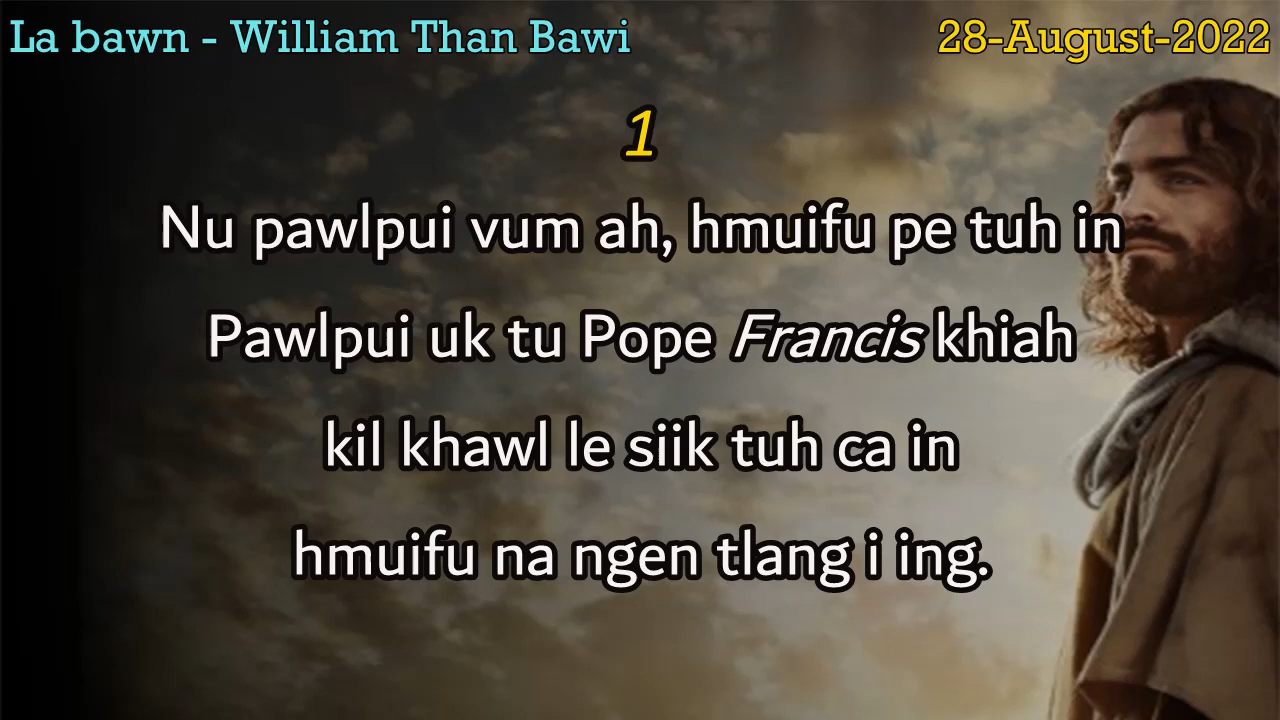 La bawn - William Than Bawi
28-August-2022
1
Nu pawlpui vum ah, hmuifu pe tuh in
Pawlpui uk tu Pope Francis khiah
kil khawl le siik tuh ca in
hmuifu na ngen tlang i ing.